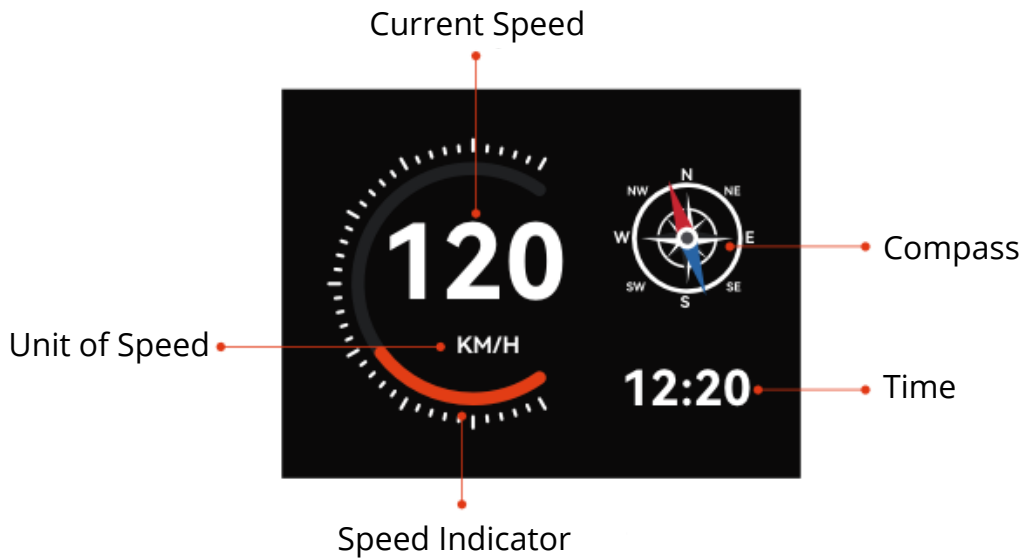 Current Speed
N
NW NE
120
W E
Compass
SW SE
S
Unit of Speed
KM/H
12:20
Time
Speed Indicator